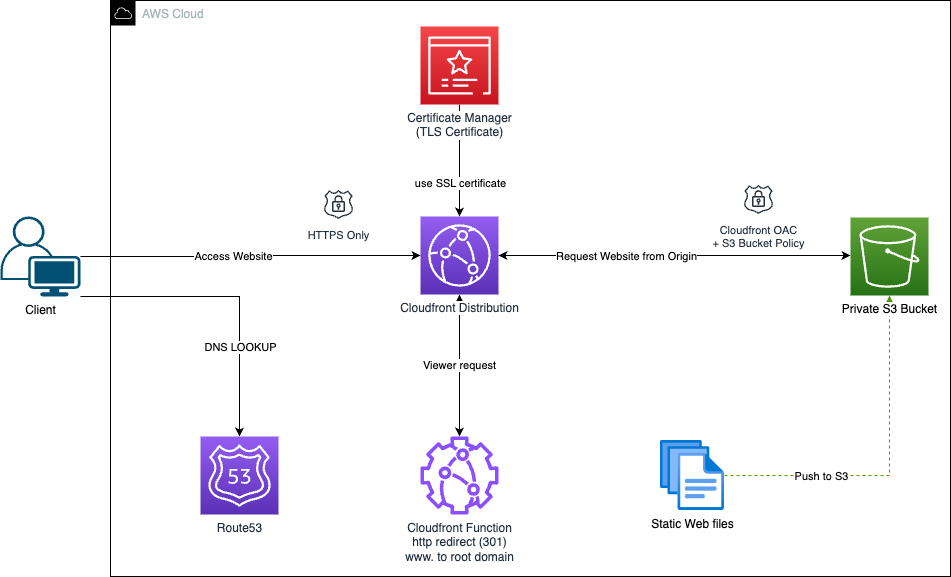 AWS Cloud
Certificate Manager
(TLS Certificate)
use SSL certificate
HTTPS Only
Cloudfront OAC
+ S3 Bucket Policy
Access Website
Request Website from Origin
Client
Cloudfront Distribution
Private S3 Bucket
DNS LOOKUP
Viewer request
53
Push to S3
Route53
Cloudfront Function
http redirect (301)
www. to root domain
Static Web files